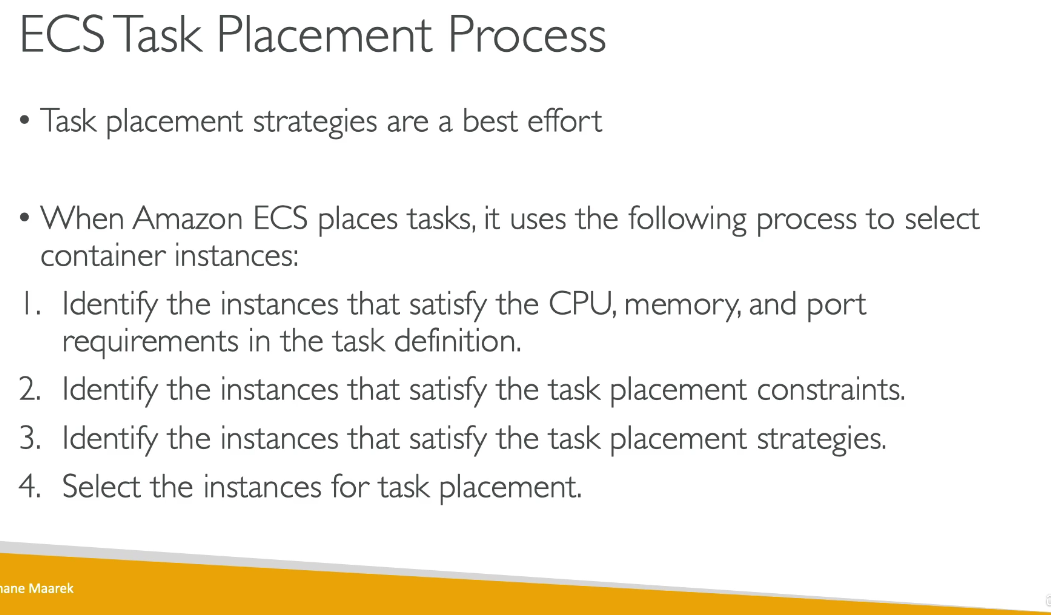 ECS Task Placement Process
• Task placement strategies are a best effort
• When Amazon ECS places tasks, it uses the following process to select
container instances:
1. Identify the instances that satisfy the CPU, memory, and port
requirements in the task definition.
2. Identify the instances that satisfy the task placement constraints.
3. Identify the instances that satisfy the task placement strategies.
4. Select the instances for task placement.
Maarek